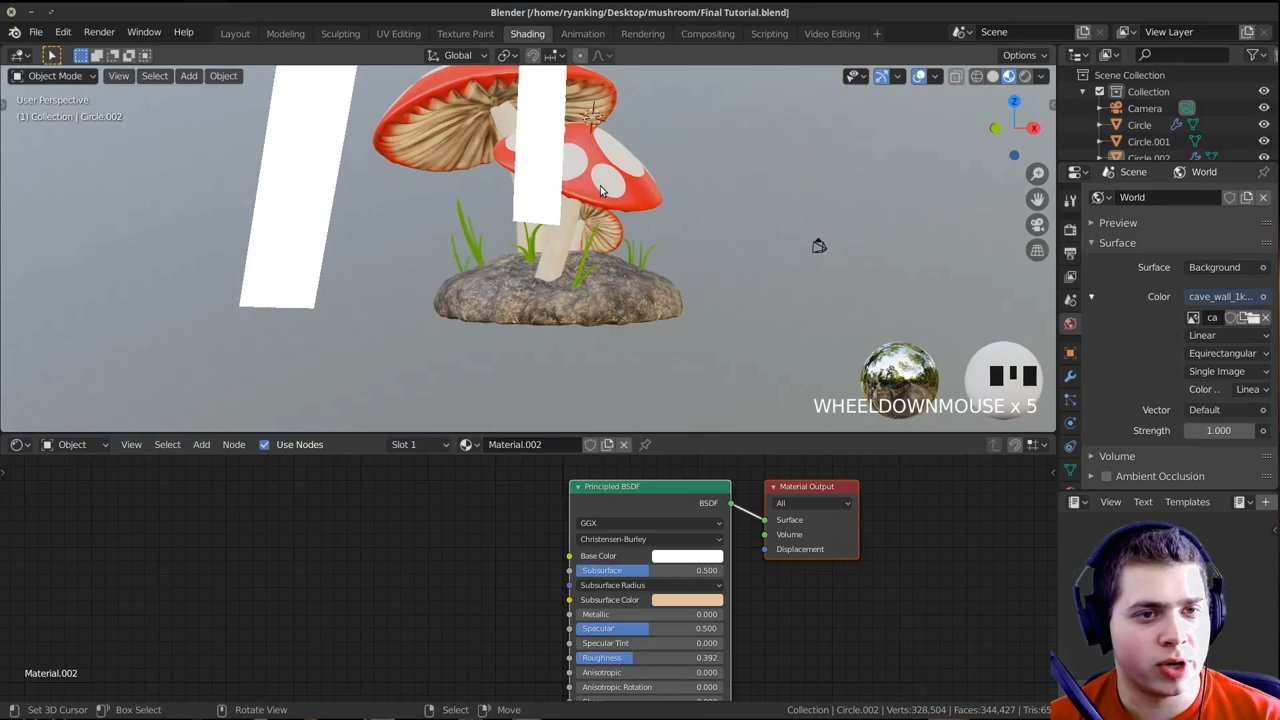 Blender [/home/ryanking/Desktop/mushroom/Final Tutorial.blend]
File Edit Render Window Help Layout Modeling Sculpting UV Editing Texture Paint Shading Animation Rendering Compositing Scripting Video Editing + Scene View Layer
Global Options
Object Mode View Select Add Object
User Perspective
(1) Collection | Circle.002
Z
X
Scene Collection
Collection
Camera
Circle
Circle.001
Circle.002
Scene World
World
Preview
Surface
Surface Background
Color cave_wall_1k...
ca
Linear
Equirectangular
Single Image
Color .. Linea
Vector Default
Strength 1.000
Volume
Ambient Occlusion
WHEELDOWNMOUSE x 5
Object View Select Add Node Use Nodes Slot 1 Material.002
View Text Templates
Principled BSDF
BSDF
GGX
Christensen-Burley
Base Color
Subsurface 0.500
Subsurface Radius
Subsurface Color
Metallic 0.000
Specular 0.500
Specular Tint 0.000
Roughness 0.392
Anisotropic 0.000
Anisotropic Rotation 0.000
Material Output
All
Surface
Volume
Displacement
Material.002
Set 3D Cursor Box Select Rotate View Select Move Collection | Circle.002 | Verts:328,504 | Faces:344,427 | Tris:65